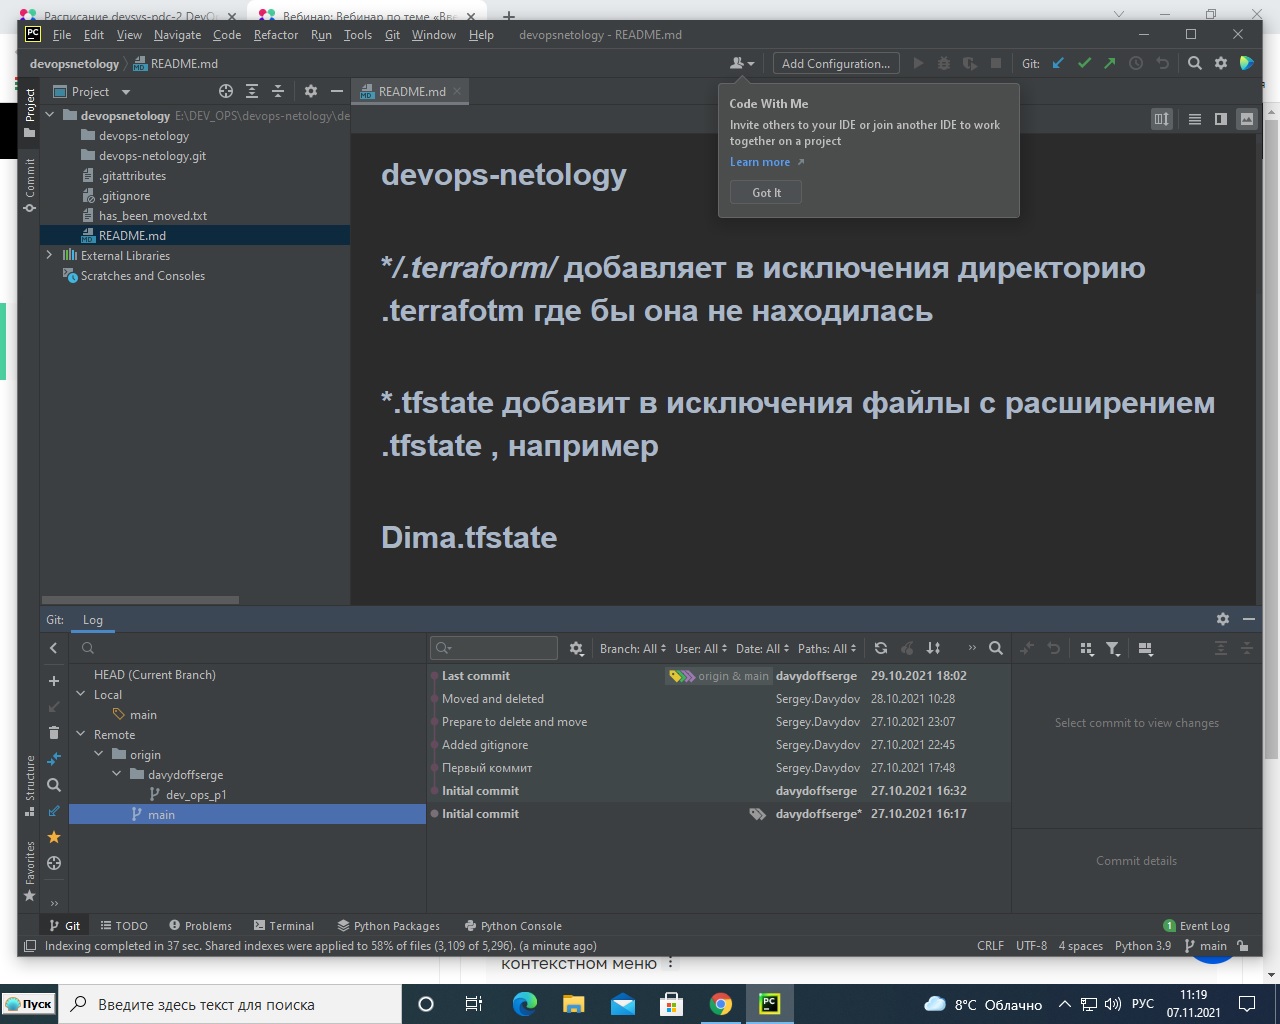 Расписание devsys-pdc-2 DevO
Вебинар: Вебинар по теме «Вве
PC File Edit View Navigate Code Refactor Run Tools Git Window Help devopsnetology - README.md
devopsnetology README.md
Add Configuration...
Git:
Project
README.md
Project
Commit
Structure
Favorites
devopsnetology E:\DEV_OPS\devops-netology\de
devops-netology
devops-netology.git
.gitattributes
.gitignore
has_been_moved.txt
README.md
External Libraries
Scratches and Consoles
Code With Me
Invite others to your IDE or join another IDE to work
together on a project
Learn more
Got It
devops-netology
*/.terraform/ добавляет в исключения директорию
.terrafotm где бы она не находилась
*.tfstate добавит в исключения файлы с расширением
.tfstate , например
Dima.tfstate
Git: Log
HEAD (Current Branch)
Local
main
Remote
origin
davydoffserge
dev_ops_p1
main
Branch: All User: All Date: All Paths: All
Last commit origin & main davydoffserge 29.10.2021 18:02
Moved and deleted Sergey.Davydov 28.10.2021 10:28
Prepare to delete and move Sergey.Davydov 27.10.2021 23:07
Added gitignore Sergey.Davydov 27.10.2021 22:45
Первый коммит Sergey.Davydov 27.10.2021 17:48
Initial commit davydoffserge 27.10.2021 16:32
Initial commit davydoffserge* 27.10.2021 16:17
Select commit to view changes
Commit details
Git TODO Problems Terminal Python Packages Python Console 1 Event Log
Indexing completed in 37 sec. Shared indexes were applied to 58% of files (3,109 of 5,296). (a minute ago) CRLF UTF-8 4 spaces Python 3.9 main
контекстном меню
Пуск
Введите здесь текст для поиска
PC
8°C Облачно
РУС
11:19
07.11.2021